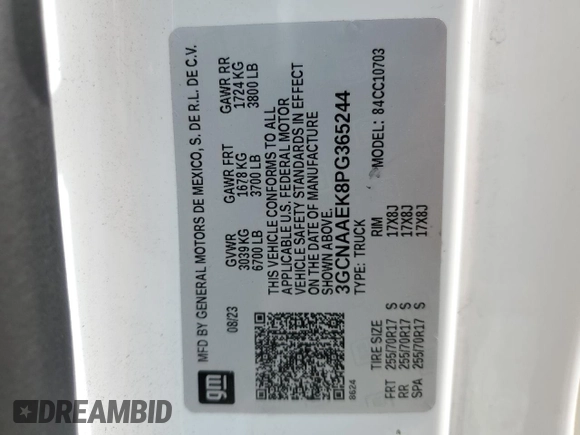 MFD BY GENERAL MOTORS DE MEXICO, S. DE R.L. DE C.V.
08/23
GVWR
3039 KG
6700 LB
GAWR FRT
1678 KG
3700 LB
GAWR RR
1724 KG
3800 LB
THIS VEHICLE CONFORMS TO ALL
APPLICABLE U.S. FEDERAL MOTOR
VEHICLE SAFETY STANDARDS IN EFFECT
ON THE DATE OF MANUFACTURE
SHOWN ABOVE.
3GCNAAEK8PG365244
TYPE: TRUCK
MODEL: 84CC10703
gm
8624
TIRE SIZE
RIM
FRT 255/70R17 S 17X8J
RR 255/70R17 S 17X8J
SPA 255/70R17 S 17X8J
DREAMBID